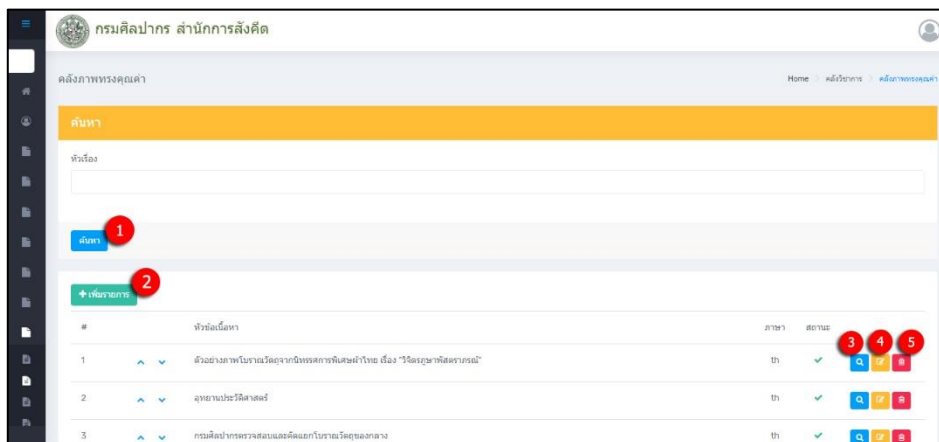 กรมศิลปากร สำนักการสังคีต
คลังภาพทรงคุณค่า
Home คลังวิชาการ คลังภาพทรงคุณค่า
ค้นหา
หัวเรื่อง
ค้นหา
1
+ เพิ่มรายการ
2
# หัวข้อเนื้อหา ภาษา สถานะ
3 4 5
1 ตัวอย่างภาพโบราณวัตถุจากนิทรรศการพิเศษผ้าไทย เรื่อง "วิจิตรภูษาพัสตราภรณ์" th
2 อุทยานประวัติศาสตร์ th
3 กรมศิลปากรตรวจสอบและคัดแยกโบราณวัตถุของกลาง th